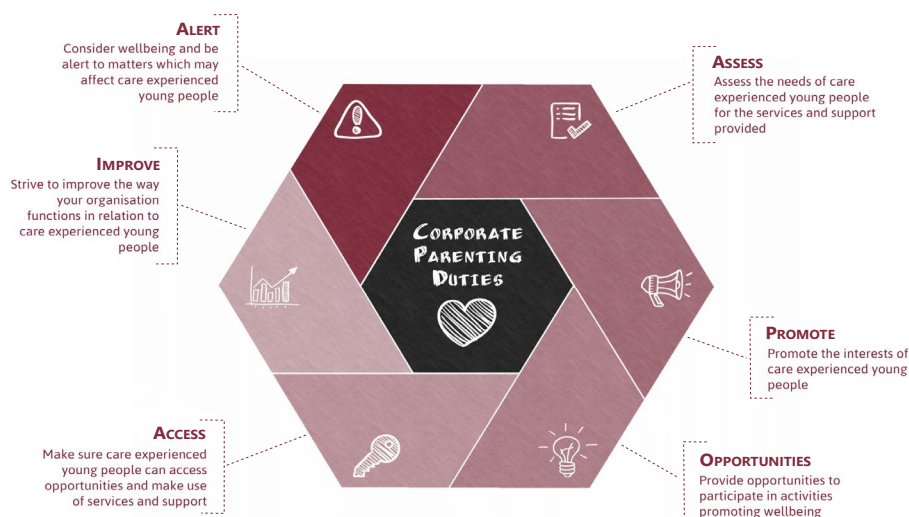 ALERT
Consider wellbeing and be
alert to matters which may
affect care experienced
young people
ASSESS
Assess the needs of care
experienced young people
for the services and support
provided
IMPROVE
Strive to improve the way
your organisation
functions in relation to
care experienced young
people
CORPORATE
PARENTING
DUTIES
PROMOTE
Promote the interests of
care experienced young
people
ACCESS
Make sure care experienced
young people can access
opportunities and make use
of services and support
OPPORTUNITIES
Provide opportunities to
participate in activities
promoting wellbeing